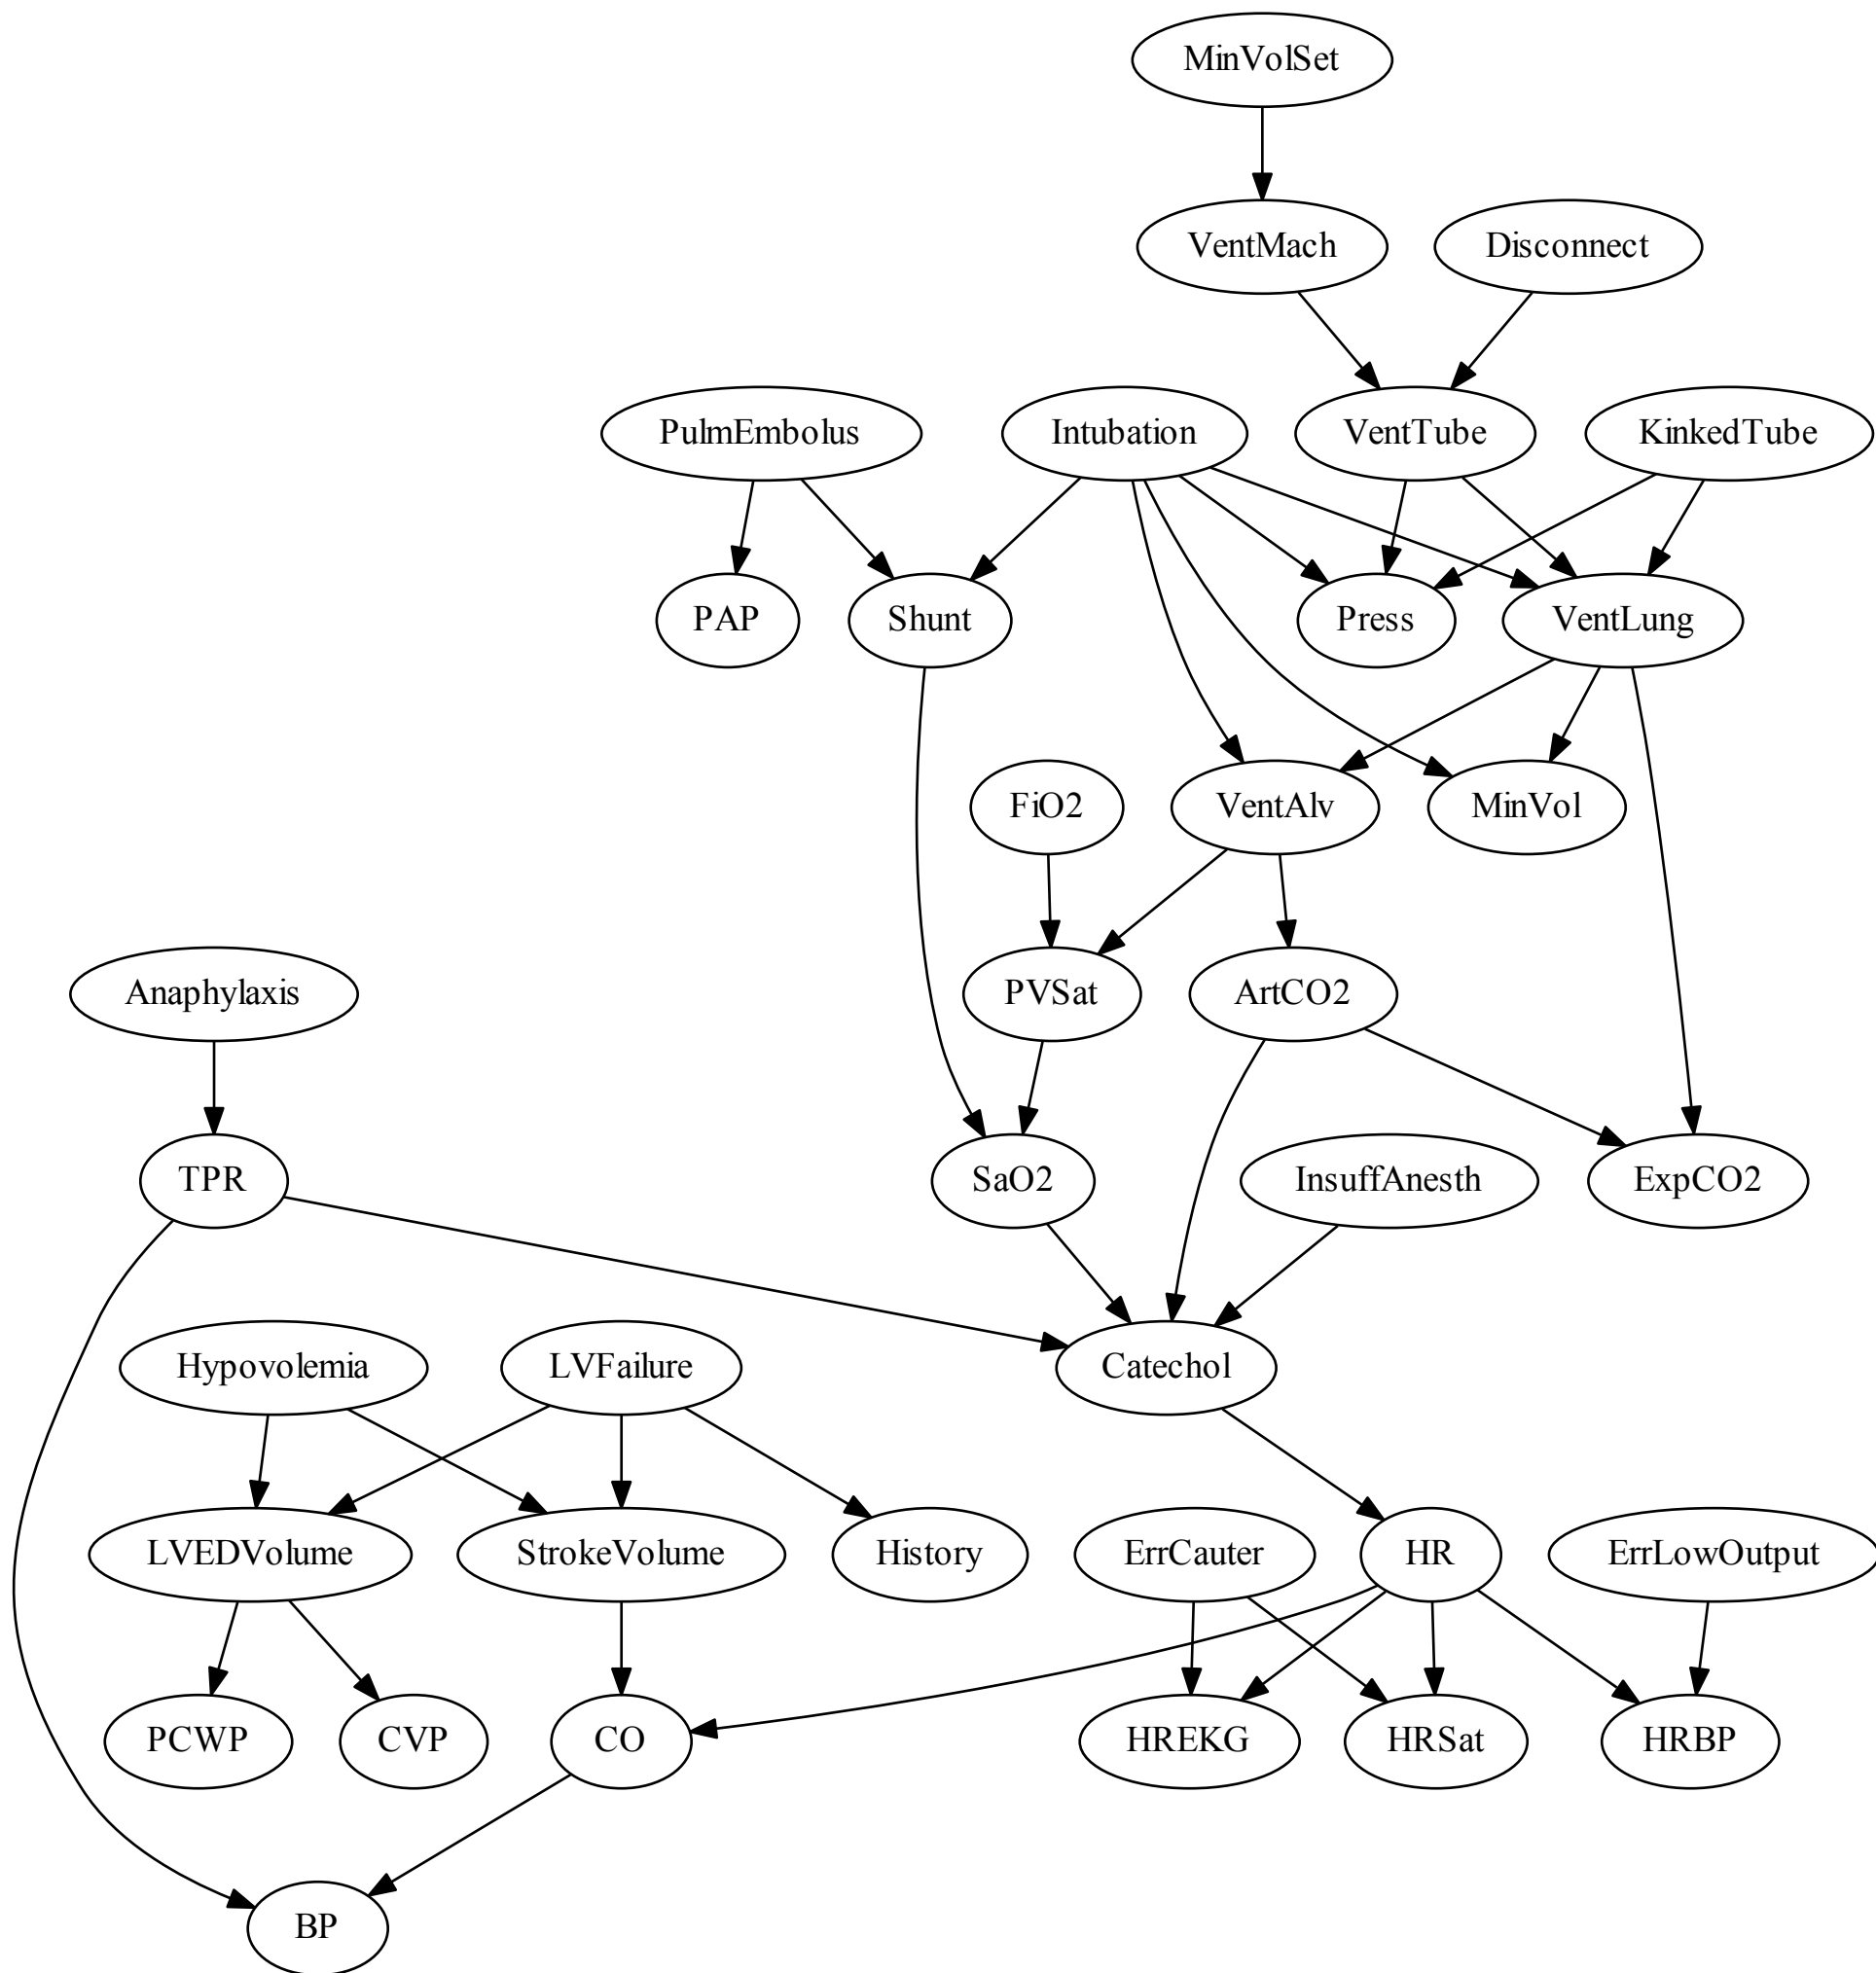 MinVolSet
VentMach
Disconnect
PulmEmbolus
Intubation
VentTube
KinkedTube
PAP
Shunt
Press
VentLung
FiO2
VentAlv
MinVol
Anaphylaxis
PVSat
ArtCO2
TPR
SaO2
InsuffAnesth
ExpCO2
Hypovolemia
LVFailure
Catechol
LVEDVolume
StrokeVolume
History
ErrCauter
HR
ErrLowOutput
PCWP
CVP
CO
HREKG
HRSat
HRBP
BP